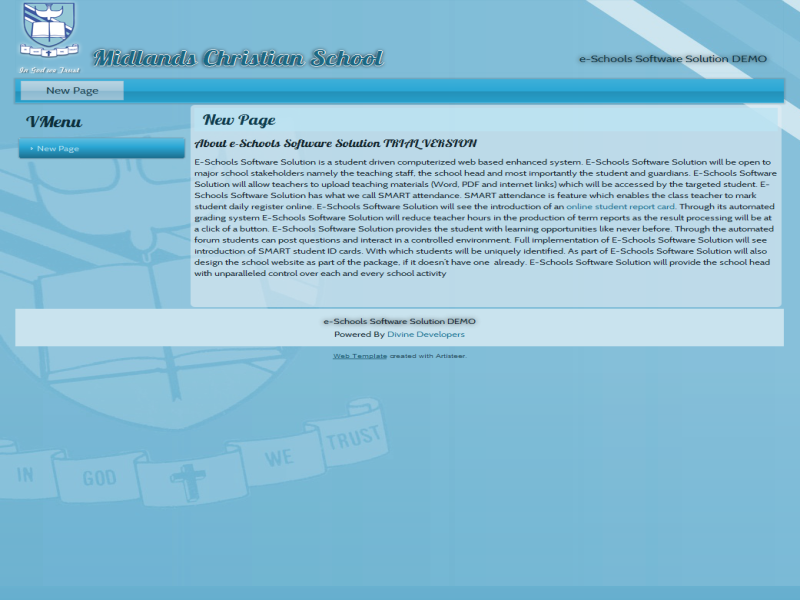 In God we Trust
Midlands Christian School
e-Schools Software Solution DEMO
New Page
VMenu
New Page
New Page
About e-Schools Software Solution TRIAL VERSION
E-Schools Software Solution is a student driven computerized web based enhanced system. E-Schools Software Solution will be open to
major school stakeholders namely the teaching staff, the school head and most importantly the student and guardians. E-Schools
Software Solution will allow teachers to upload teaching materials (Word, PDF and internet links) which will be accessed by the targeted student. E-
Schools Software Solution has what we call SMART attendance. SMART attendance is feature which enables the class teacher to mark
student daily register online. E-Schools Software Solution will see the introduction of an online student report card. Through its automated
grading system E-Schools Software Solution will reduce teacher hours in the production of term reports as the result processing will be at
a click of a button. E-Schools Software Solution provides the student with learning opportunities like never before. Through the automated
forum students can post questions and interact in a controlled environment. Full implementation of E-Schools Software Solution will see
introduction of SMART student ID cards. With which students will be uniquely identified. As part of E-Schools Software Solution will also
design the school website as part of the package, if it doesn't have one already. E-Schools Software Solution will provide the school head
with unparalleled control over each and every school activity
e-Schools Software Solution DEMO
Powered By Divine Developers
Web Template created with Artisteer.
IN GOD WE TRUST